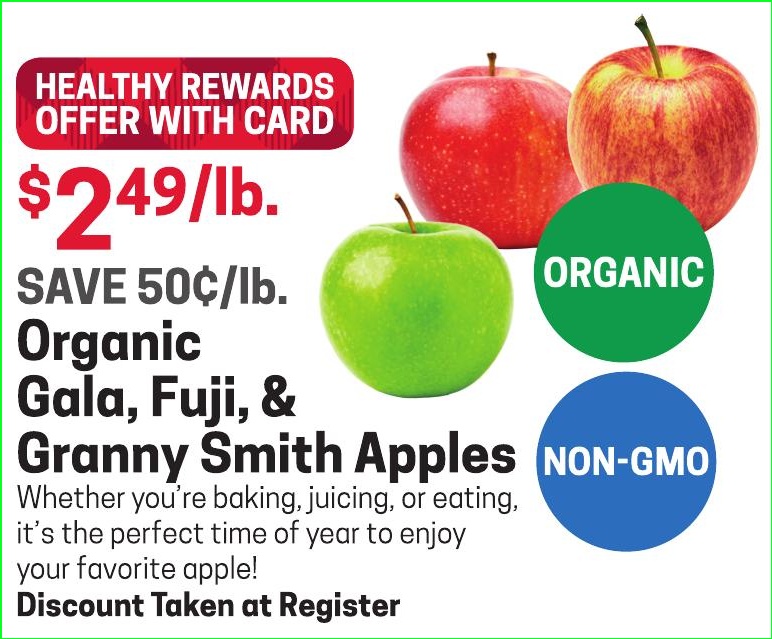 HEALTHY REWARDS
OFFER WITH CARD
$2.49/lb.
SAVE 50¢/lb.
Organic
Gala, Fuji, &
Granny Smith Apples
Whether you're baking, juicing, or eating,
it's the perfect time of year to enjoy
your favorite apple!
Discount Taken at Register
ORGANIC
NON-GMO